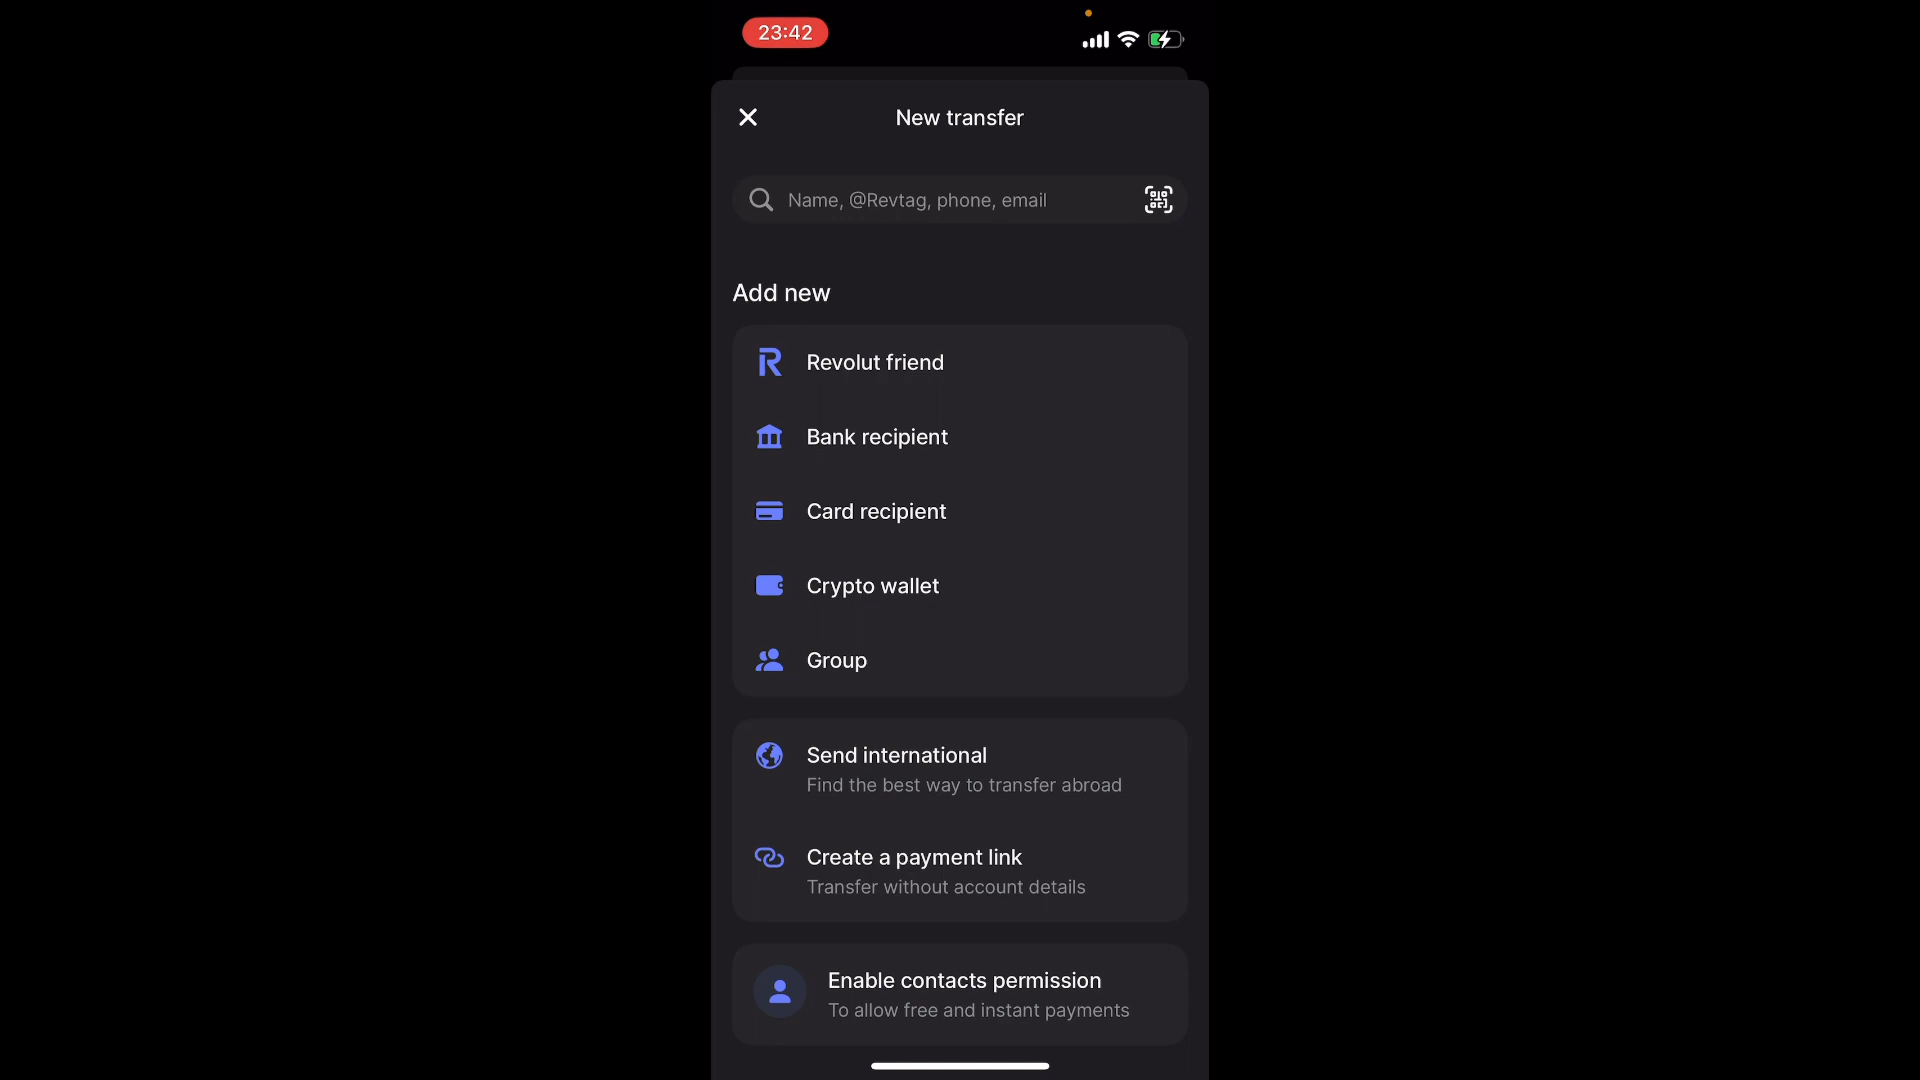 23:42
New transfer
Name, @Revtag, phone, email
Add new
Revolut friend
Bank recipient
Card recipient
Crypto wallet
Group
Send international
Find the best way to transfer abroad
Create a payment link
Transfer without account details
Enable contacts permission
To allow free and instant payments